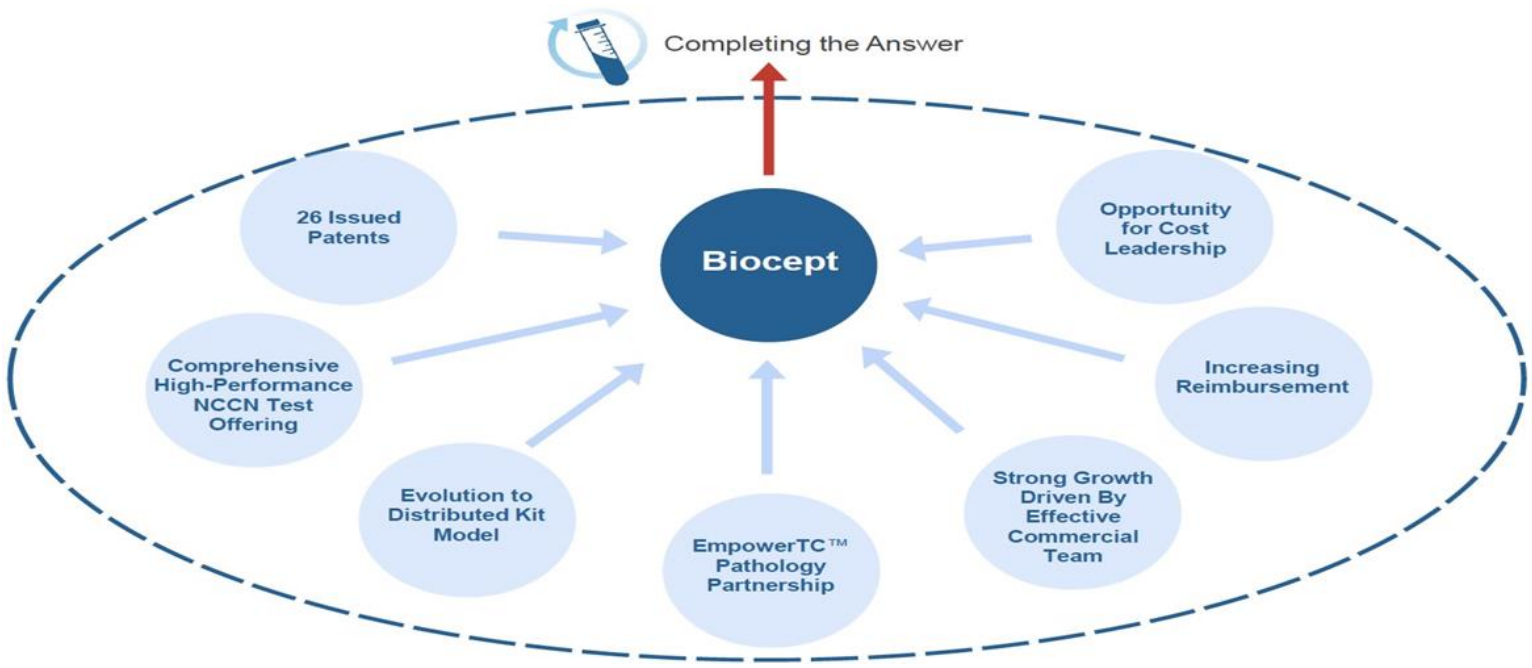 Completing the Answer
26 Issued
Patents
Opportunity
for Cost
Leadership
Biocept
Comprehensive
High-Performance
NCCN Test
Offering
Increasing
Reimbursement
Evolution to
Distributed Kit
Model
EmpowerTC™
Pathology
Partnership
Strong Growth
Driven By
Effective
Commercial
Team